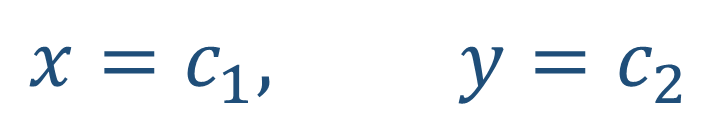 x = c₁, y = c₂